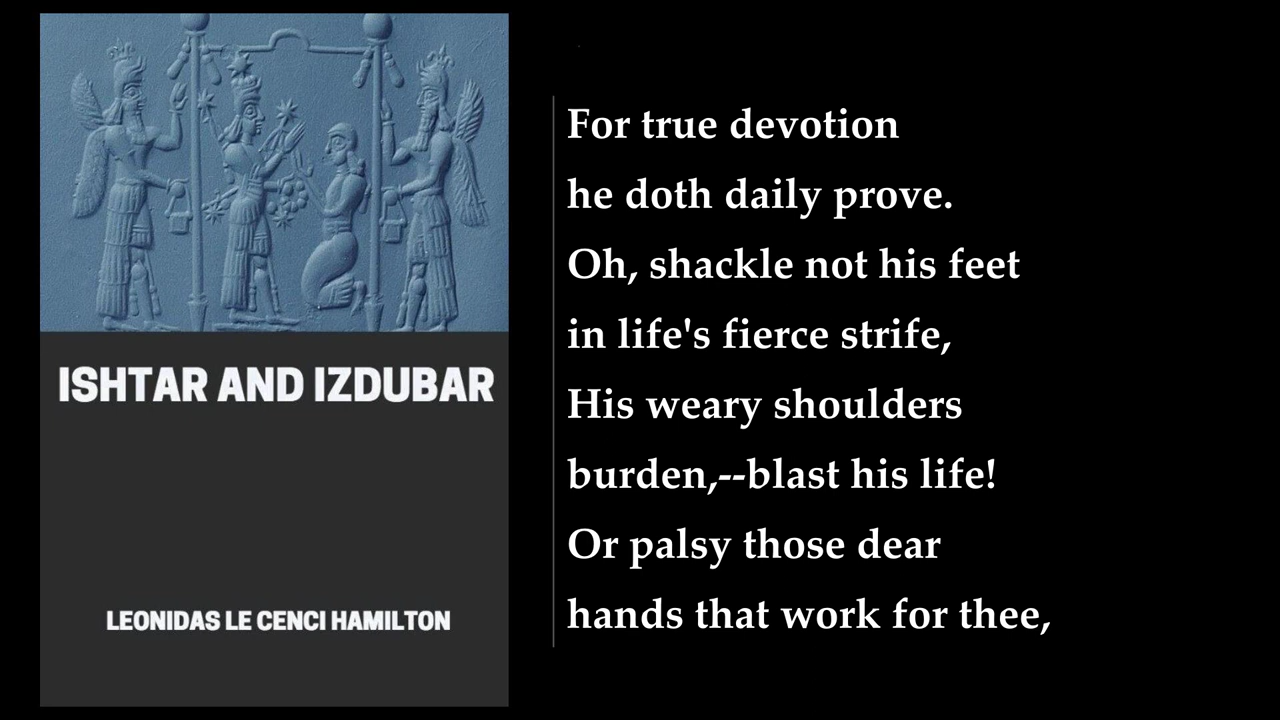 ISHTAR AND IZDUBAR
LEONIDAS LE CENCI HAMILTON
For true devotion
he doth daily prove.
Oh, shackle not his feet
in life's fierce strife,
His weary shoulders
burden,--blast his life!
Or palsy those dear
hands that work for thee,